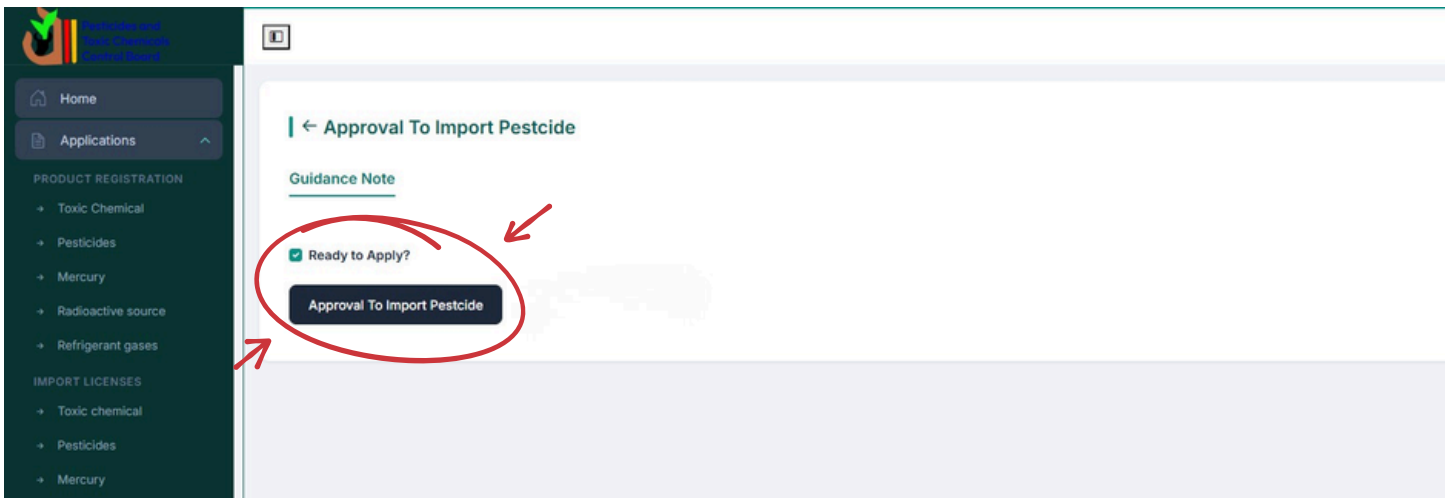 Pesticides and
Toxic Chemicals
Control Board
Home
Applications
PRODUCT REGISTRATION
Toxic Chemical
Pesticides
Mercury
Radioactive source
Refrigerant gases
IMPORT LICENSES
Toxic chemical
Pesticides
Mercury
← Approval To Import Pestcide
Guidance Note
Ready to Apply?
Approval To Import Pestcide